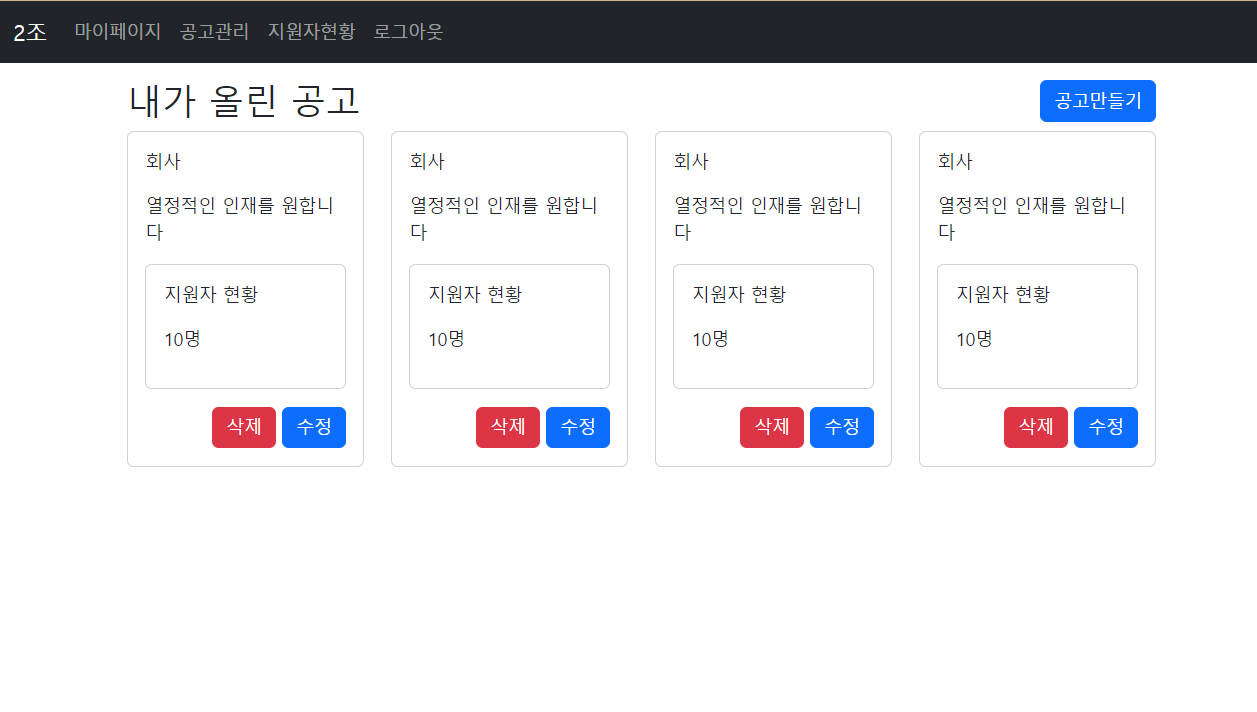 2조 마이페이지 공고관리 지원자현황 로그아웃
내가 올린 공고 공고만들기
회사
열정적인 인재를 원합니
다
지원자 현황
10명
삭제 수정
회사
열정적인 인재를 원합니
다
지원자 현황
10명
삭제 수정
회사
열정적인 인재를 원합니
다
지원자 현황
10명
삭제 수정
회사
열정적인 인재를 원합니
다
지원자 현황
10명
삭제 수정